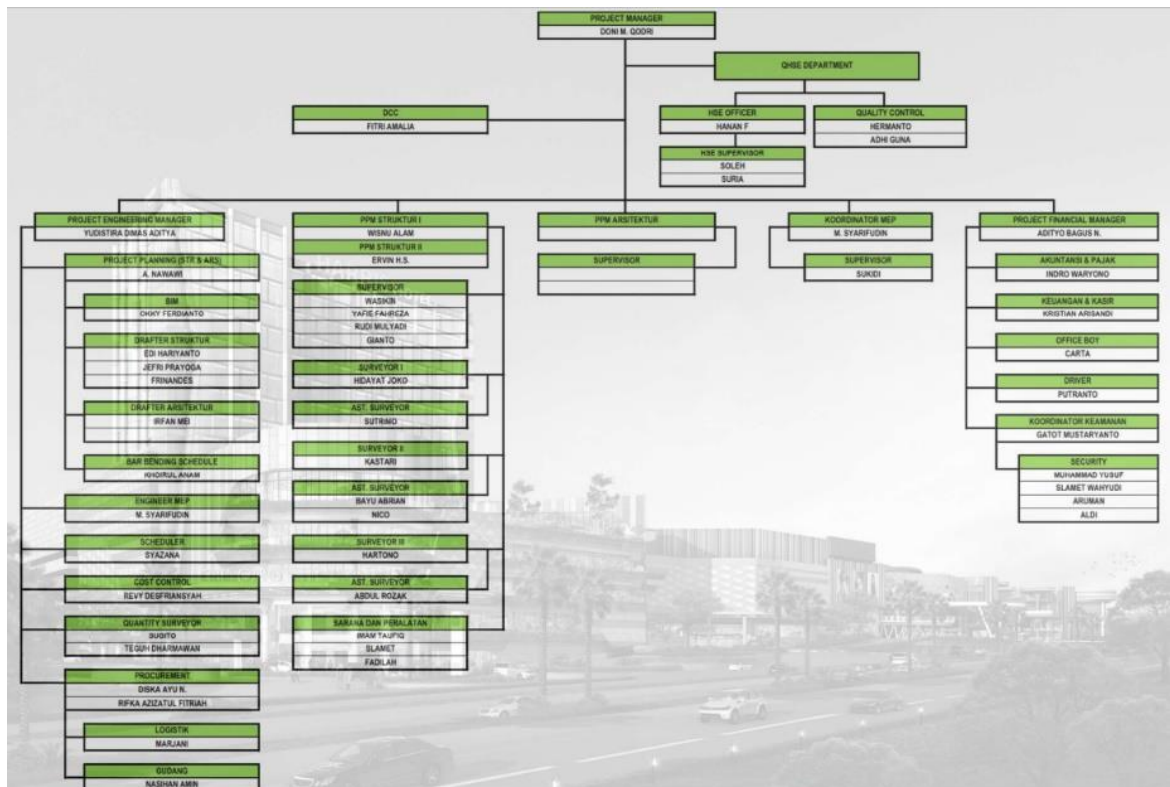 PROJECT MANAGER
DONI M. QODRI
QHSE DEPARTMENT
DCC
FITRI AMALIA
HSE OFFICER
HANAN F
HSE SUPERVISOR
SOLEH
SURIA
QUALITY CONTROL
HERMANTO
ADHI GUNA
PROJECT ENGINEERING MANAGER
YUDISTIRA DIMAS ADITYA
PROJECT PLANNING (STR & ARS)
A. NAWAWI
BIM
OKKY FERDIANTO
DRAFTER STRUKTUR
EDI HARIYANTO
JEFRI PRAYOGA
FRINANDES
DRAFTER ARSITEKTUR
IRFAN MEI
BAR BENDING SCHEDULE
KHOIRUL ANAM
ENGINEER MEP
M. SYARIFUDIN
SCHEDULER
SYAZANA
COST CONTROL
REVY DESFRIANSYAH
QUANTITY SURVEYOR
SUGITO
TEGUH DHARMAWAN
PROCUREMENT
DISKA AYU N.
RIFKA AZIZATUL FITRIAH
LOGISTIK
MARJANI
GUDANG
NASIHAN AMIN
PPM STRUKTUR I
WISNU ALAM
PPM STRUKTUR II
ERVIN H.S.
SUPERVISOR
WASIKIN
YAFIE FAHREZA
RUDI MULYADI
GIANTO
SURVEYOR I
HIDAYAT JOKO
AST. SURVEYOR
SUTRIMO
SURVEYOR II
KASTARI
AST. SURVEYOR
BAYU ABRIAN
NICO
SURVEYOR III
HARTONO
AST. SURVEYOR
ABDUL ROZAK
SARANA DAN PERALATAN
IMAM TAUFIQ
SLAMET
FADILAH
PPM ARSITEKTUR
SUPERVISOR
KOORDINATOR MEP
M. SYARIFUDIN
SUPERVISOR
SUKIDI
PROJECT FINANCIAL MANAGER
ADITYO BAGUS N.
AKUNTANSI & PAJAK
INDRO WARYONO
KEUANGAN & KASIR
KRISTIAN ARISANDI
OFFICE BOY
CARTA
DRIVER
PUTRANTO
KOORDINATOR KEAMANAN
GATOT MUSTARYANTO
SECURITY
MUHAMMAD YUSUF
SLAMET WAHYUDI
ARUMAN
ALDI